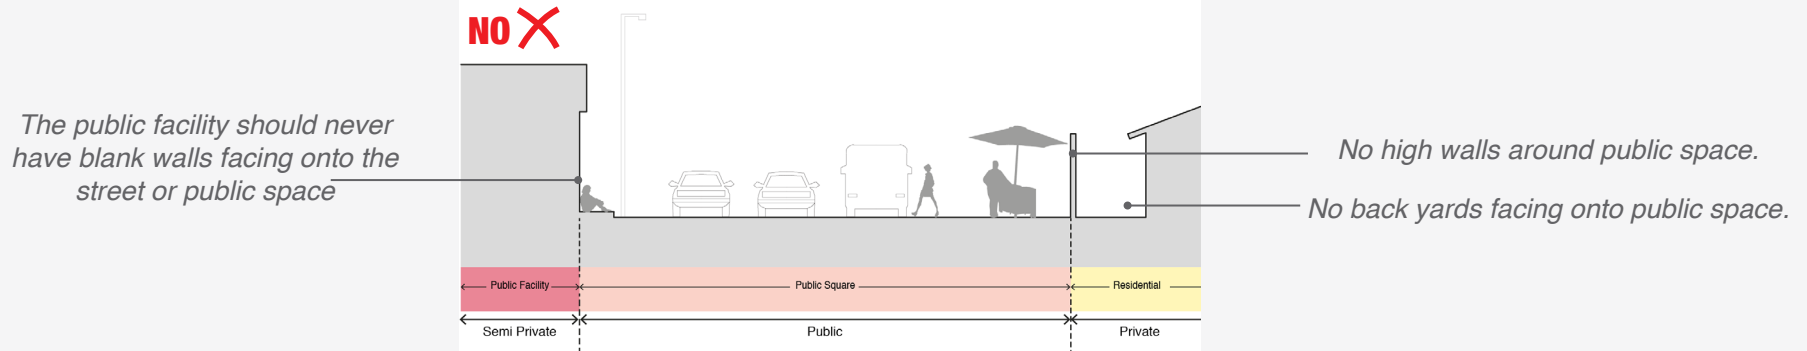 NO
The public facility should never
have blank walls facing onto the
street or public space
No high walls around public space.
No back yards facing onto public space.
Public Facility
Public Square
Residential
Semi Private
Public
Private